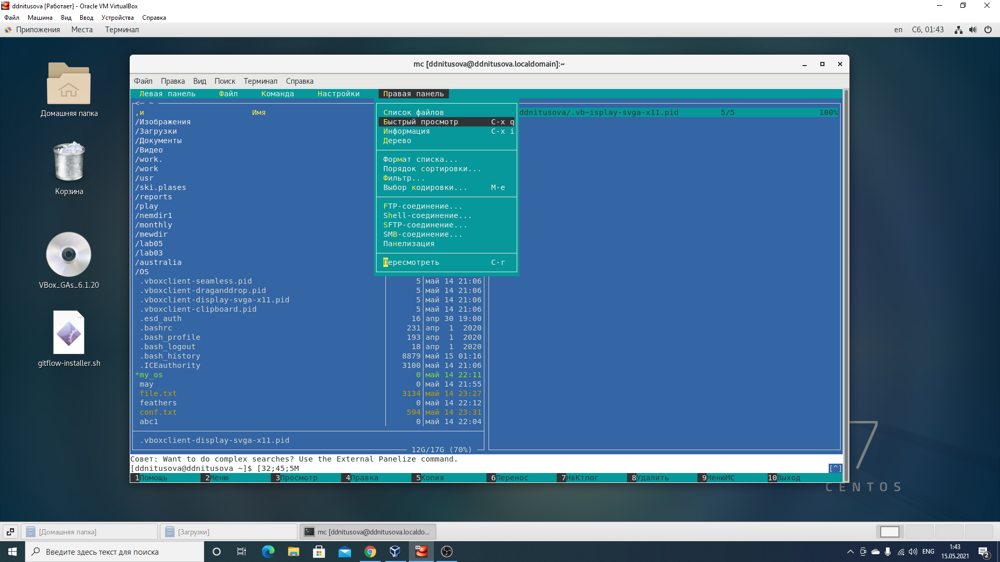 ddnitusova [Работает] - Oracle VM VirtualBox
Файл Машина Вид Ввод Устройства Справка
Приложения Места Терминал en Сб, 01:43
mc [ddnitusova@ddnitusova.localdomain]:~
Файл Правка Вид Поиск Терминал Справка
Левая панель Файл Команда Настройки Правая панель
<─ ~
,и Имя
/Изображения
/Загрузки
/Документы
/Видео
/work.
/work
/usr
/ski.plases
/reports
/play
/nemdir1
/monthly
/mewdir
/lab05
/lab03
/australia
/OS
.vboxclient-seamless.pid 5 май 14 21:06
.vboxclient-draganddrop.pid 5 май 14 21:06
.vboxclient-display-svga-x11.pid 5 май 14 21:06
.vboxclient-clipboard.pid 5 май 14 21:06
.esd_auth 16 апр 30 19:00
.bashrc 231 апр 1 2020
.bash_profile 193 апр 1 2020
.bash_logout 18 апр 1 2020
.bash_history 8879 май 15 01:16
.ICEauthority 3100 май 14 21:06
*my_os 0 май 14 22:11
may 0 май 14 21:55
file.txt 3134 май 14 23:27
feathers 0 май 14 22:12
conf.txt 594 май 14 23:31
abc1 0 май 14 22:04
.vboxclient-display-svga-x11.pid
12G/17G (70%)
Список файлов
Быстрый просмотр C-x q
Информация C-x i
Дерево
Формат списка...
Порядок сортировки...
Фильтр...
Выбор кодировки... M-e
FTP-соединение...
Shell-соединение...
SFTP-соединение...
SMB-соединение...
Панелизация
Пересмотреть C-r
ddnitusova/.vb~isplay-svga-x11.pid 5/5 100%
Совет: Want to do complex searches? Use the External Panelize command.
[ddnitusova@ddnitusova ~]$ [32;45;5M [^]
1Помощь 2Меню 3Просмотр 4Правка 5Копия 6Перенос 7НвКтлог 8Удалить 9МенюMC 10Выход
Домашняя папка
Корзина
VBox_GAs_6.1.20
gitflow-installer.sh
7
CENTOS
[Домашняя папка] [Загрузки] mc [ddnitusova@ddnitusova.localdo...
Введите здесь текст для поиска
ENG 1:43
15.05.2021
2